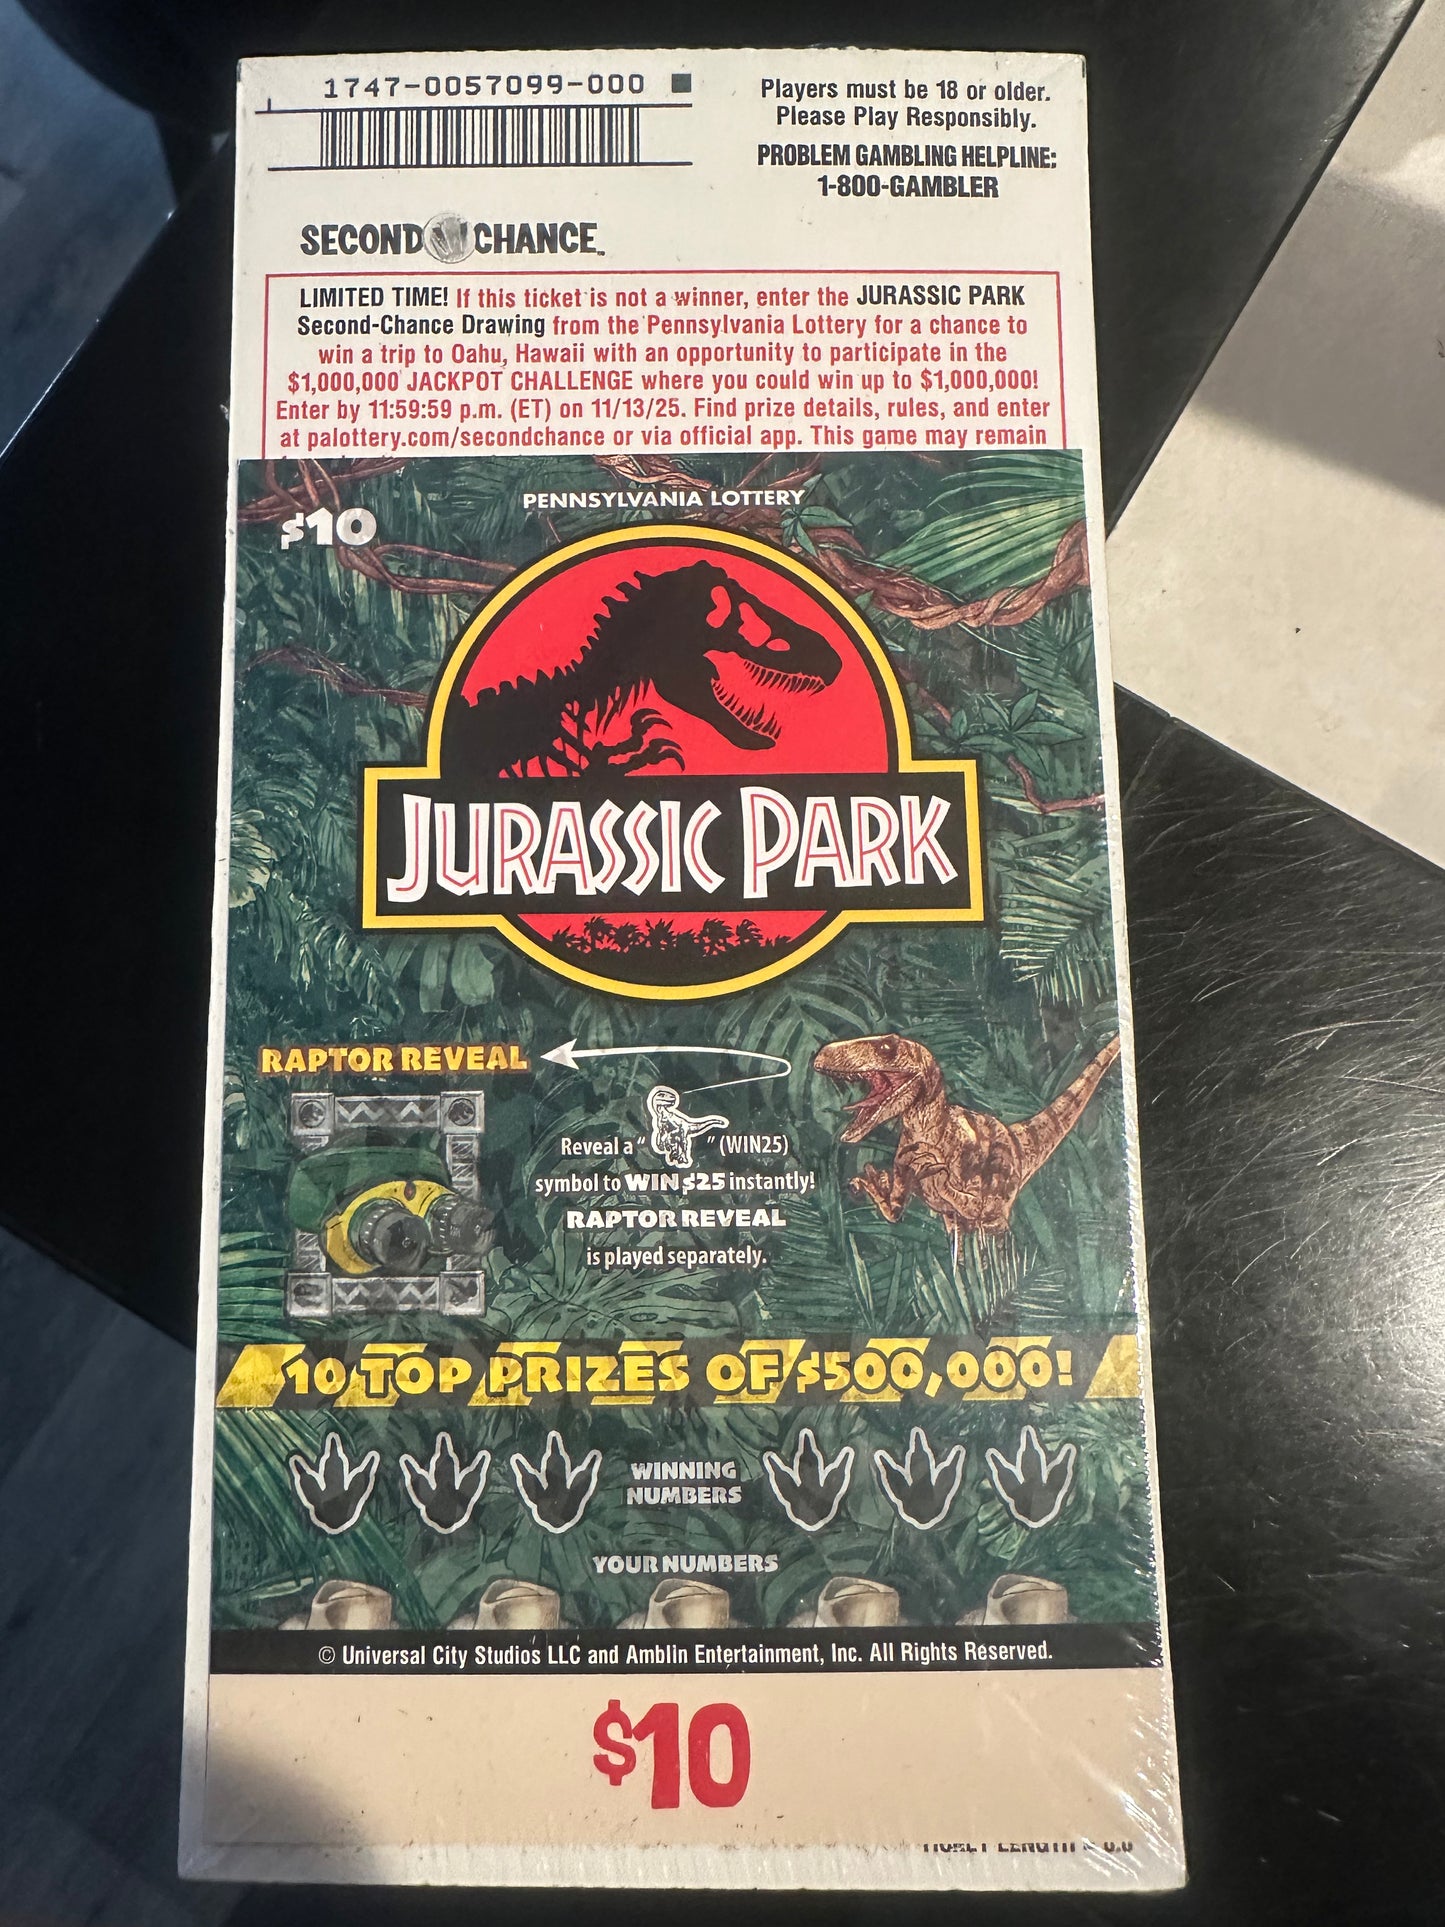 1747-0057099-000
Players must be 18 or older.
Please Play Responsibly.
PROBLEM GAMBLING HELPLINE:
1-800-GAMBLER
SECOND CHANCE™
LIMITED TIME! If this ticket is not a winner, enter the JURASSIC PARK
Second-Chance Drawing from the Pennsylvania Lottery for a chance to
win a trip to Oahu, Hawaii with an opportunity to participate in the
$1,000,000 JACKPOT CHALLENGE where you could win up to $1,000,000!
Enter by 11:59:59 p.m. (ET) on 11/13/25. Find prize details, rules, and enter
at palottery.com/secondchance or via official app. This game may remain
PENNSYLVANIA LOTTERY
$10
JURASSIC PARK
RAPTOR REVEAL
Reveal a " " (WIN25)
symbol to WIN $25 instantly!
RAPTOR REVEAL
is played separately.
10 TOP PRIZES OF $500,000!
WINNING
NUMBERS
YOUR NUMBERS
© Universal City Studios LLC and Amblin Entertainment, Inc. All Rights Reserved.
$10